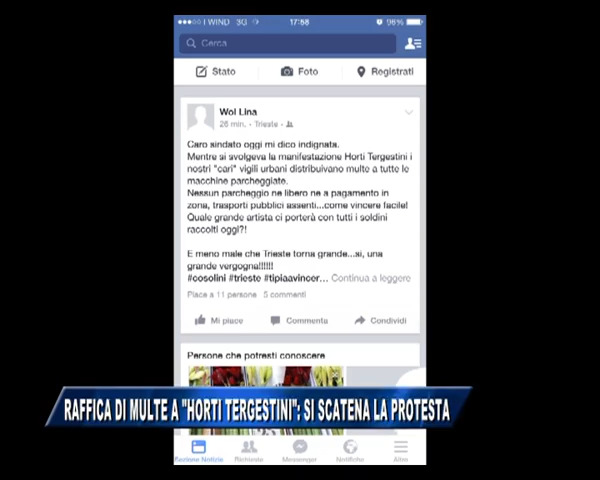 I WIND 3G 17:58 96%
Cerca
Stato Foto Registrati
Wol Lina
26 min. · Trieste ·
Caro sindato oggi mi dico indignata.
Mentre si svolgeva la manifestazione Horti Tergestini i
nostri "cari" vigili urbani distribuivano multe a tutte le
macchine parcheggiate.
Nessun parcheggio ne libero ne a pagamento in
zona, trasporti pubblici assenti...come vincere facile!
Quale grande artista ci porterà con tutti i soldini
raccolti oggi?!
E meno male che Trieste torna grande...si, una
grande vergogna!!!!!!
#cosolini #trieste #tipiaavincer... Continua a leggere
Piace a 11 persone 5 commenti
Mi piace Commenta Condividi
Persone che potresti conoscere
RAFFICA DI MULTE A "HORTI TERGESTINI": SI SCATENA LA PROTESTA
Sezione Notizie Richieste Messenger Notifiche Altro